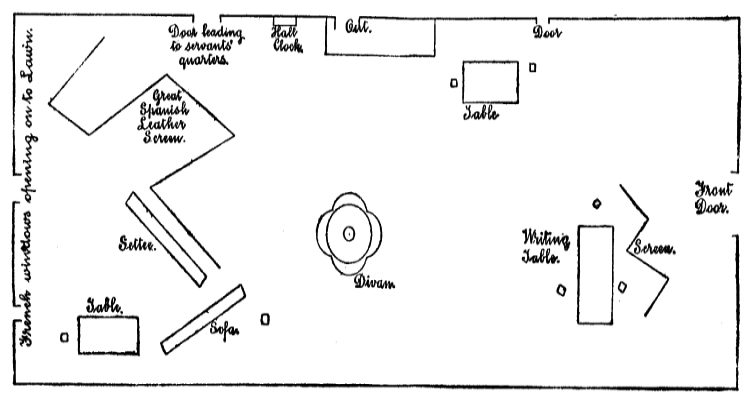 French windows opening on to Lawn.
Door leading
to servants'
quarters.
Hall
Clock.
Door
Great
Spanish
Leather
Screen.
Table
Front
Door.
Settee.
Writing
Table.
Screen.
Divan.
Table.
Sofa.